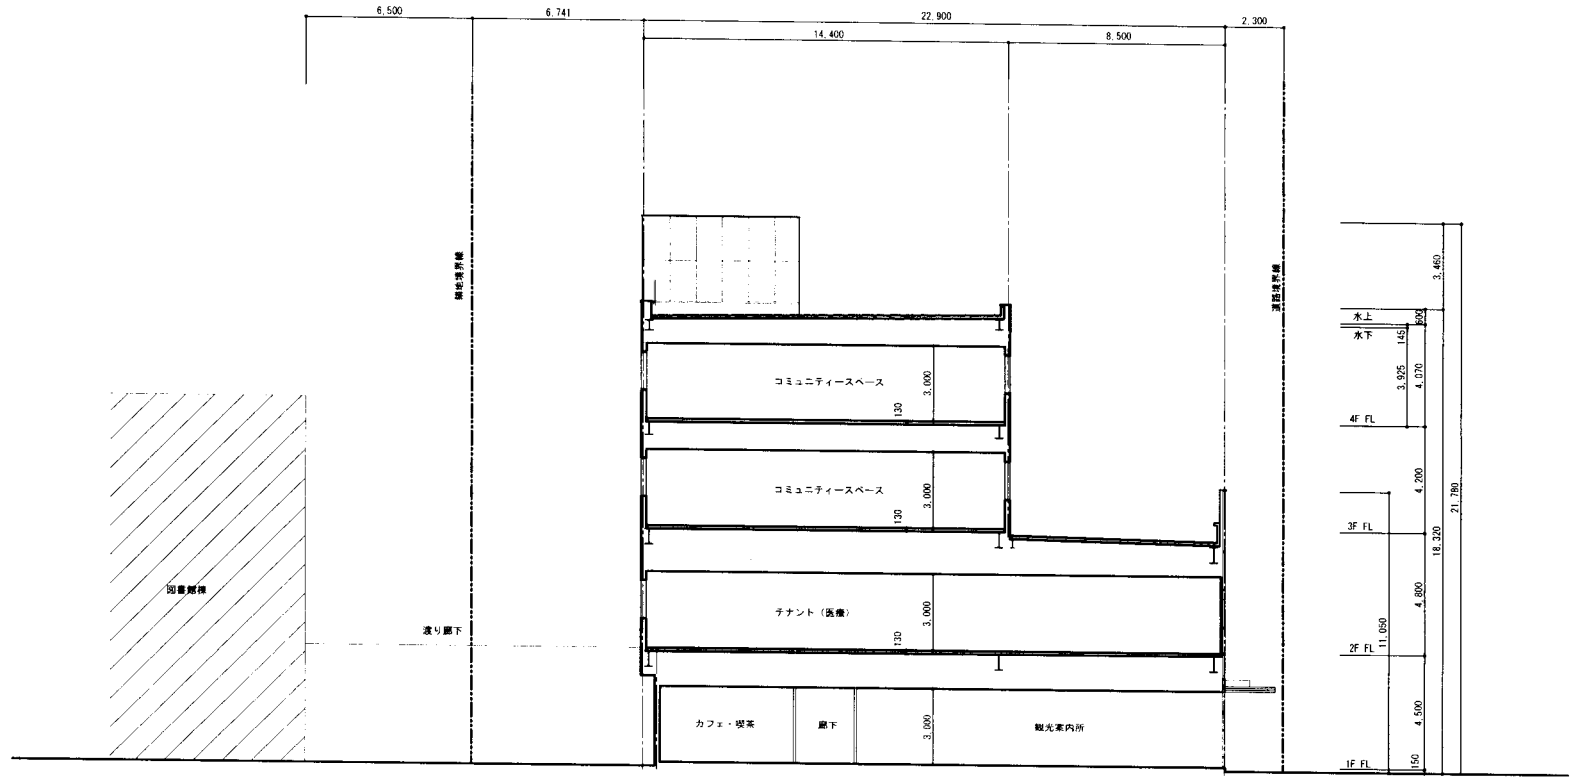 6,500
6,741
22,900
2,300
14,400
8,500
隣地境界線
道路境界線
3,460
水上
600
水下
145
コミュニティースペース
3,000
130
3,925
4,070
4F FL
コミュニティースペース
3,000
130
4,200
21,780
3F FL
18,320
図書館棟
テナント（医療）
3,000
130
4,800
11,050
渡り廊下
2F FL
カフェ・喫茶
廊下
3,000
観光案内所
4,500
1F FL
150